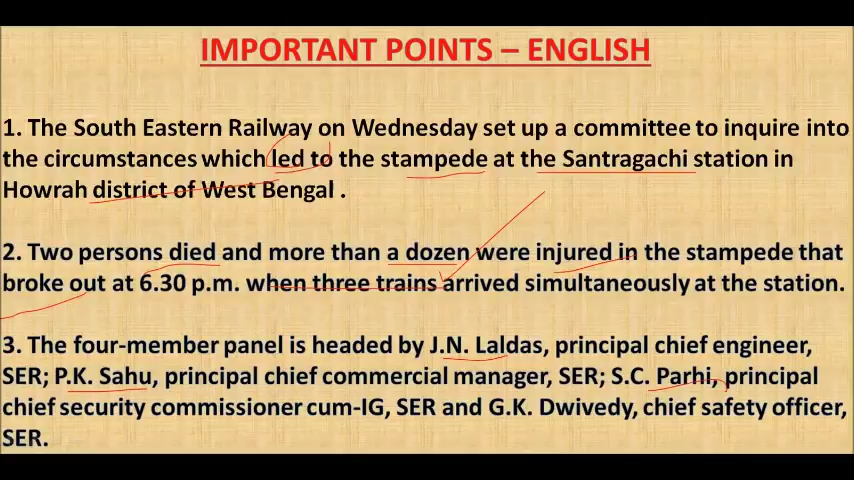 IMPORTANT POINTS – ENGLISH
1. The South Eastern Railway on Wednesday set up a committee to inquire into
the circumstances which led to the stampede at the Santragachi station in
Howrah district of West Bengal .
2. Two persons died and more than a dozen were injured in the stampede that
broke out at 6.30 p.m. when three trains arrived simultaneously at the station.
3. The four-member panel is headed by J.N. Laldas, principal chief engineer,
SER; P.K. Sahu, principal chief commercial manager, SER; S.C. Parhi, principal
chief security commissioner cum-IG, SER and G.K. Dwivedy, chief safety officer,
SER.